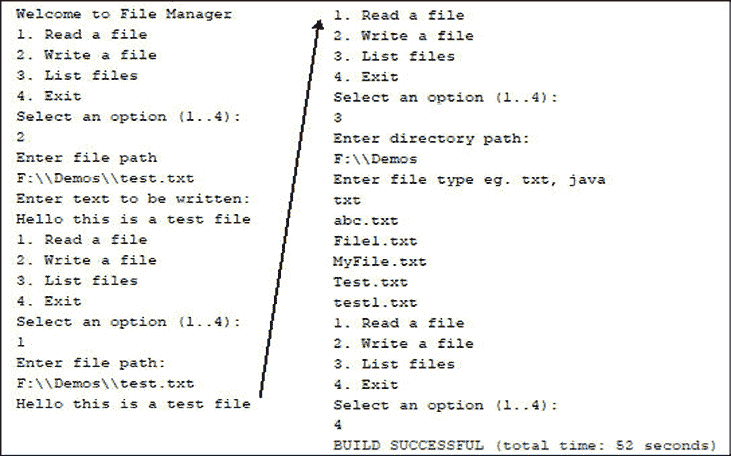 Welcome to File Manager
1. Read a file
2. Write a file
3. List files
4. Exit
Select an option (1..4):
2
Enter file path
F:\\Demos\\test.txt
Enter text to be written:
Hello this is a test file
1. Read a file
2. Write a file
3. List files
4. Exit
Select an option (1..4):
1
Enter file path:
F:\\Demos\\test.txt
Hello this is a test file
1. Read a file
2. Write a file
3. List files
4. Exit
Select an option (1..4):
3
Enter directory path:
F:\\Demos
Enter file type eg. txt, java
txt
abc.txt
File1.txt
MyFile.txt
Test.txt
test1.txt
1. Read a file
2. Write a file
3. List files
4. Exit
Select an option (1..4):
4
BUILD SUCCESSFUL (total time: 52 seconds)